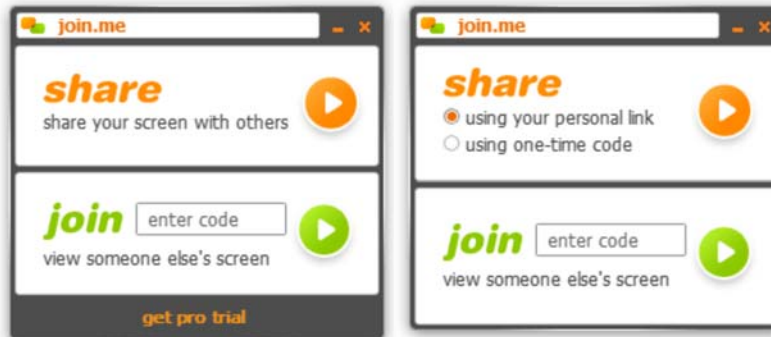 join.me
share
share your screen with others
join enter code
view someone else's screen
get pro trial
join.me
share
using your personal link
using one-time code
join enter code
view someone else's screen